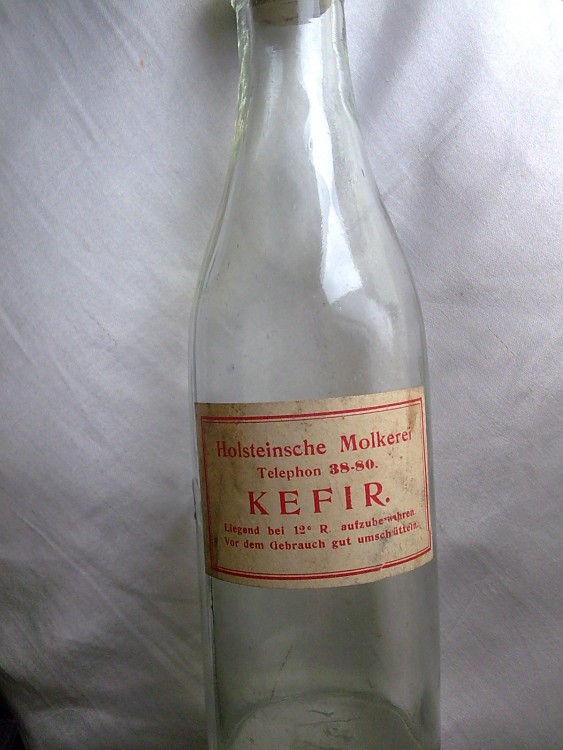 Holsteinsche Molkerei
Telephon 38-80.
KEFIR.
Liegend bei 12° R. aufzubewahren.
Vor dem Gebrauch gut umschütteln.